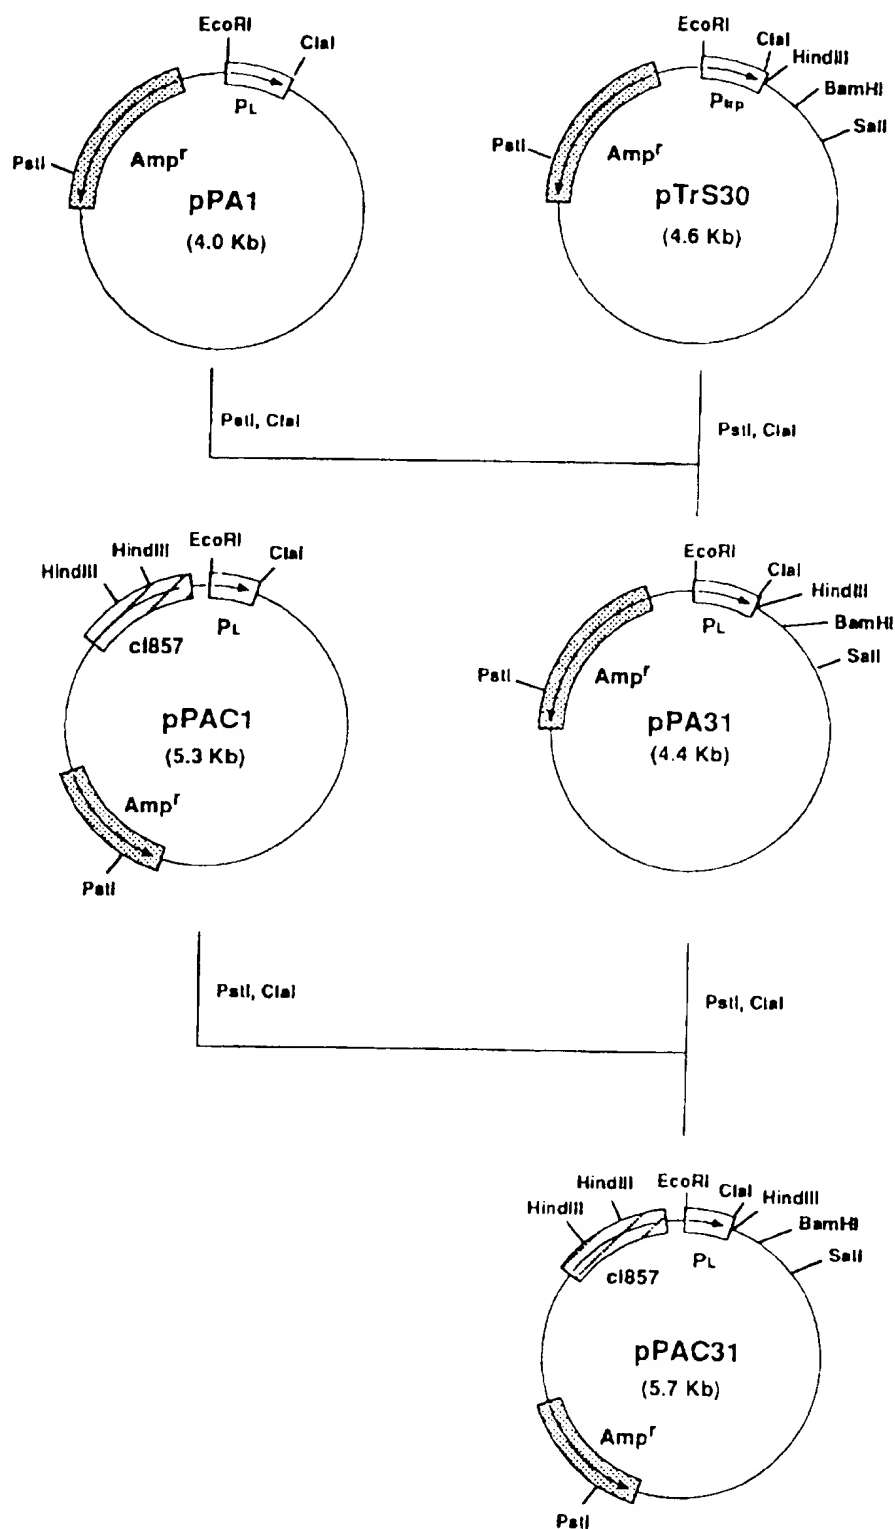 EcoRI
ClaI
PL
PstI
Ampr
pPA1
(4.0 Kb)
EcoRI
ClaI
HindIII
BamHI
SalI
Ptrp
PstI
Ampr
pTrS30
(4.6 Kb)
PstI, ClaI
PstI, ClaI
HindIII
HindIII
EcoRI
ClaI
PL
cI857
pPAC1
(5.3 Kb)
Ampr
PstI
EcoRI
ClaI
HindIII
BamHI
SalI
PL
PstI
Ampr
pPA31
(4.4 Kb)
PstI, ClaI
PstI, ClaI
HindIII
HindIII
EcoRI
ClaI
HindIII
BamHI
SalI
PL
cI857
pPAC31
(5.7 Kb)
Ampr
PstI